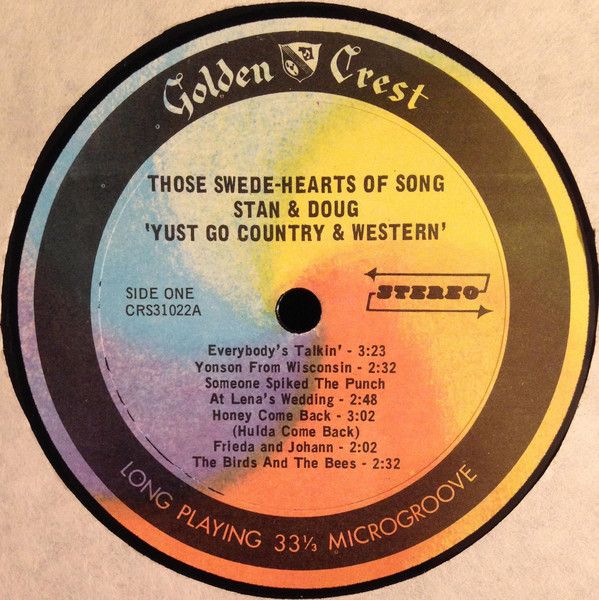 Golden Crest
THOSE SWEDE-HEARTS OF SONG
STAN & DOUG
'YUST GO COUNTRY & WESTERN'
SIDE ONE
CRS31022A
STEREO
Everybody's Talkin' - 3:23
Yonson From Wisconsin - 2:32
Someone Spiked The Punch
At Lena's Wedding - 2:48
Honey Come Back - 3:02
(Hulda Come Back)
Frieda and Johann - 2:02
The Birds And The Bees - 2:32
LONG PLAYING 33⅓ MICROGROOVE